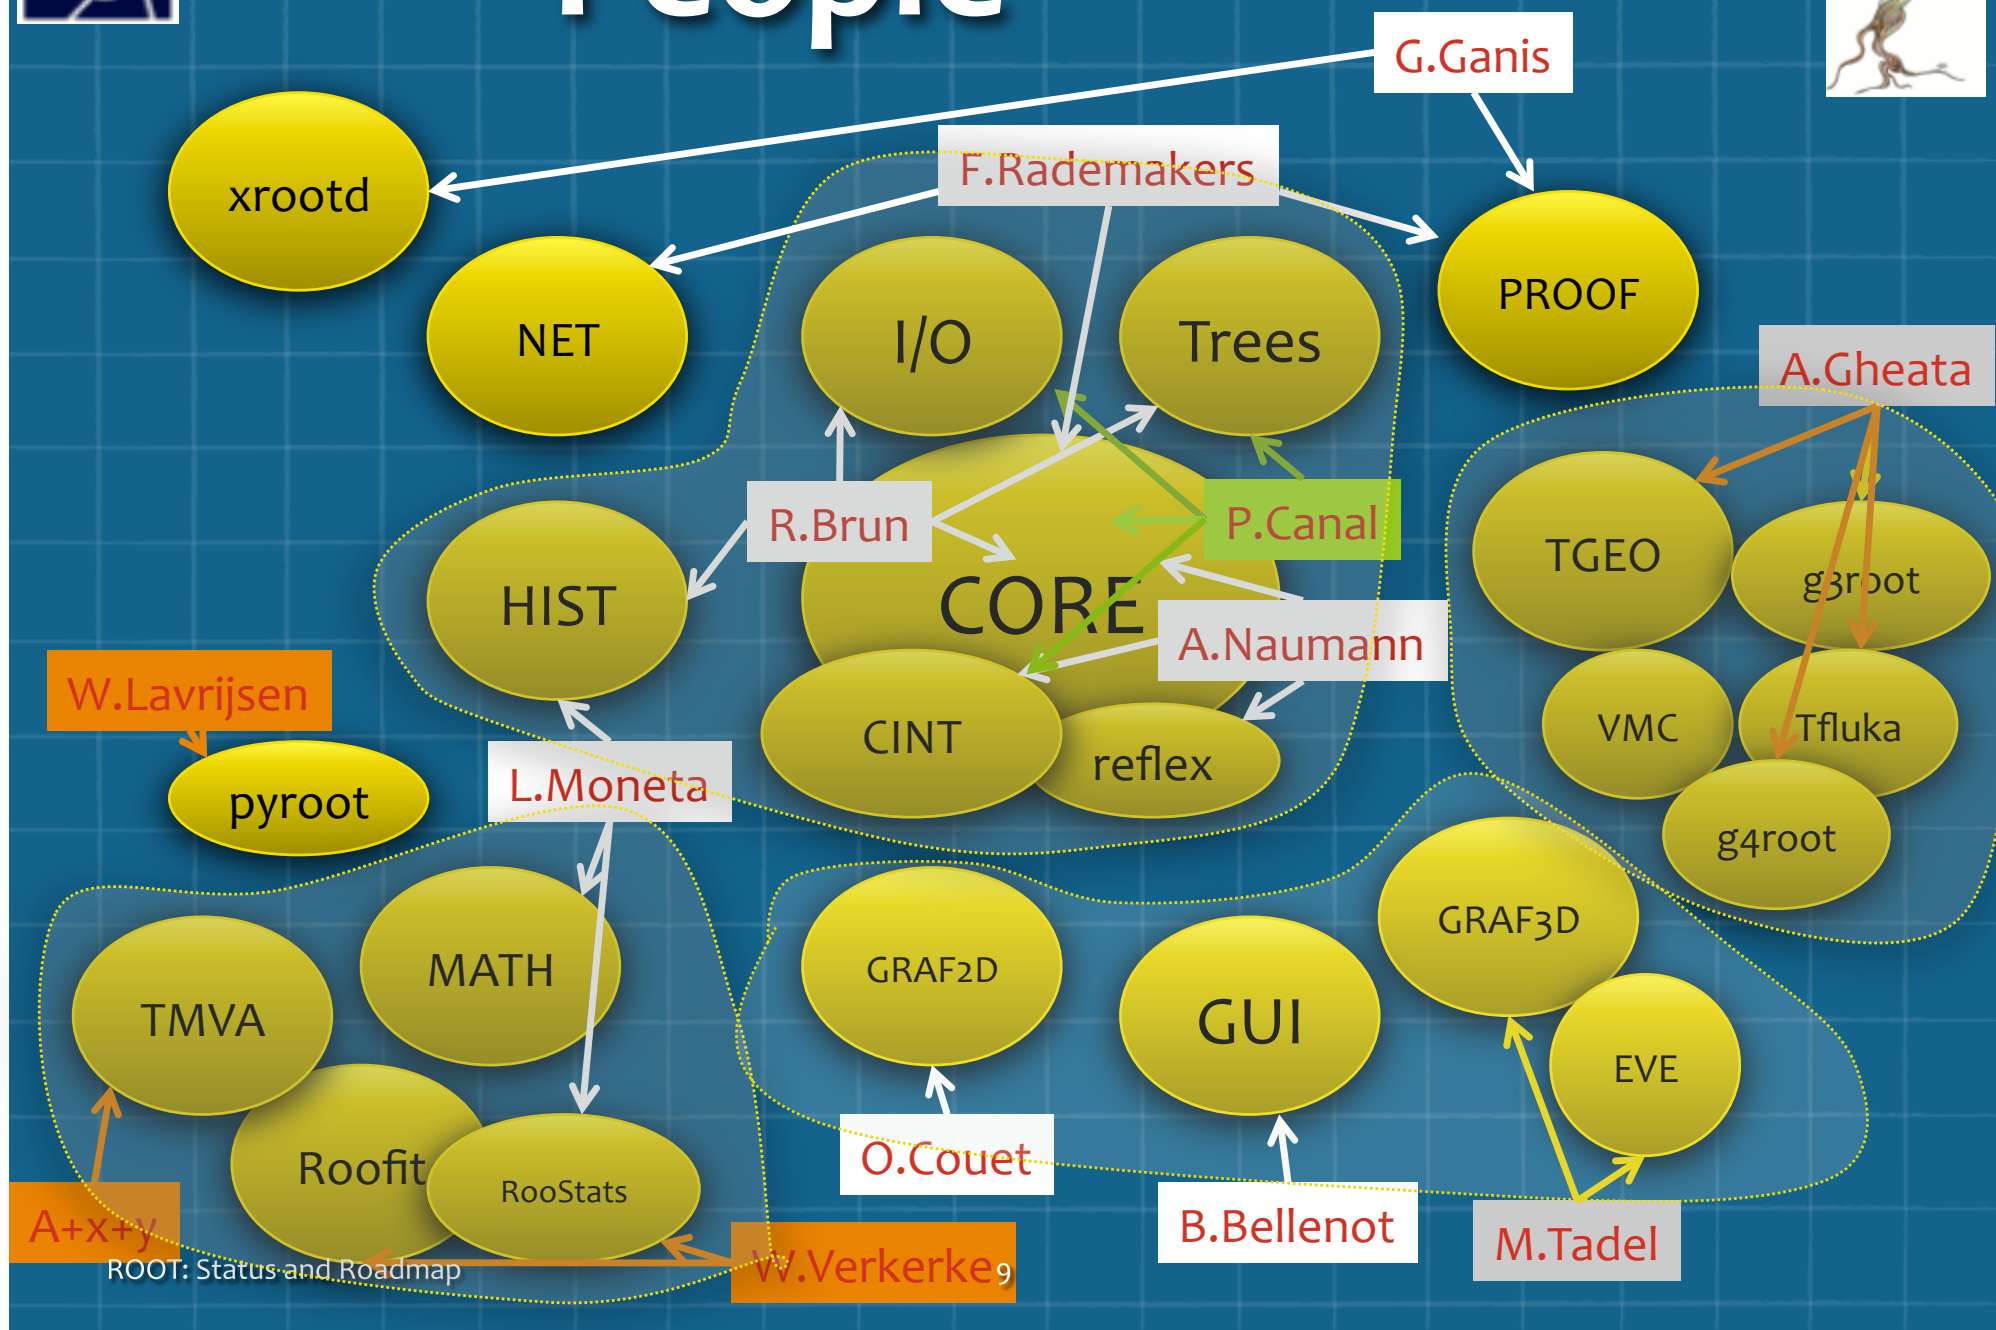 People
G.Ganis
F.Rademakers
xrootd
PROOF
NET
I/O
Trees
A.Gheata
R.Brun
P.Canal
TGEO
g3root
HIST
CORE
A.Naumann
W.Lavrijsen
CINT
reflex
VMC
Tfluka
L.Moneta
pyroot
g4root
GRAF3D
MATH
GRAF2D
TMVA
GUI
EVE
O.Couet
Roofit
RooStats
A+x+y
B.Bellenot
M.Tadel
W.Verkerke
ROOT: Status and Roadmap
9